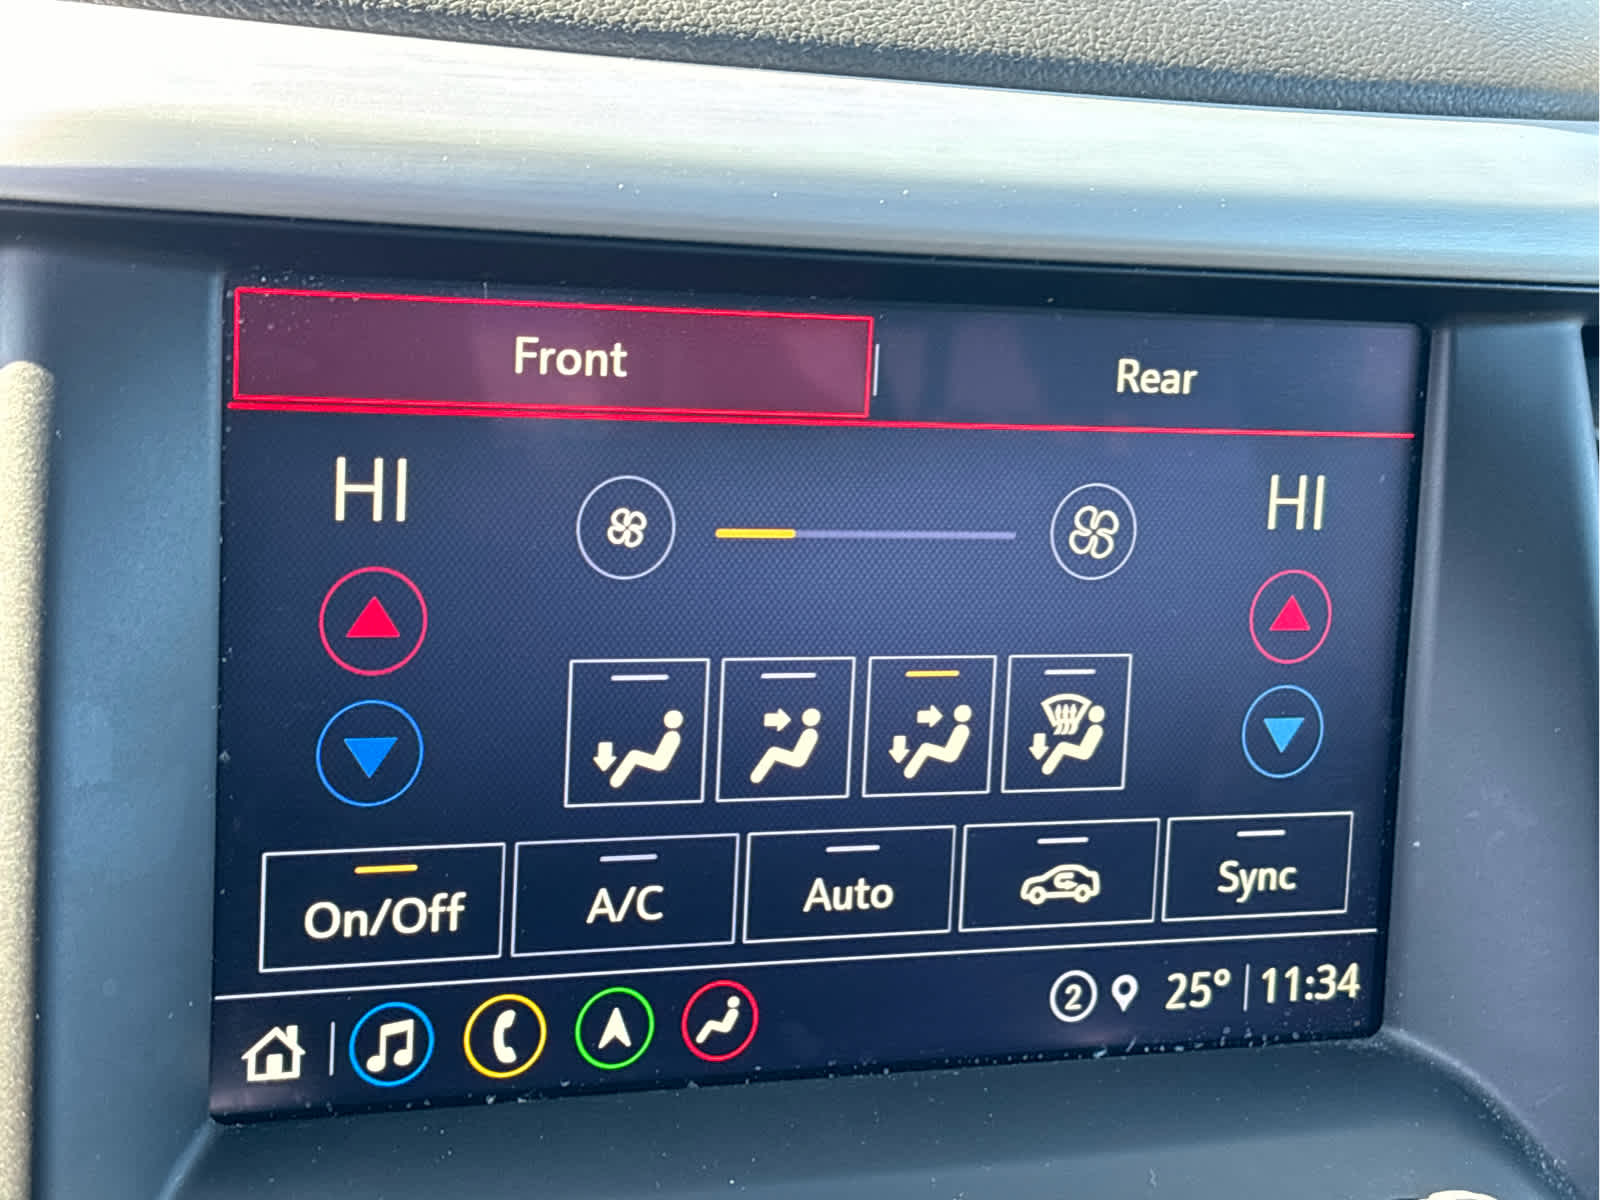 Front
Rear
HI
HI
On/Off
A/C
Auto
Sync
2 25° 11:34